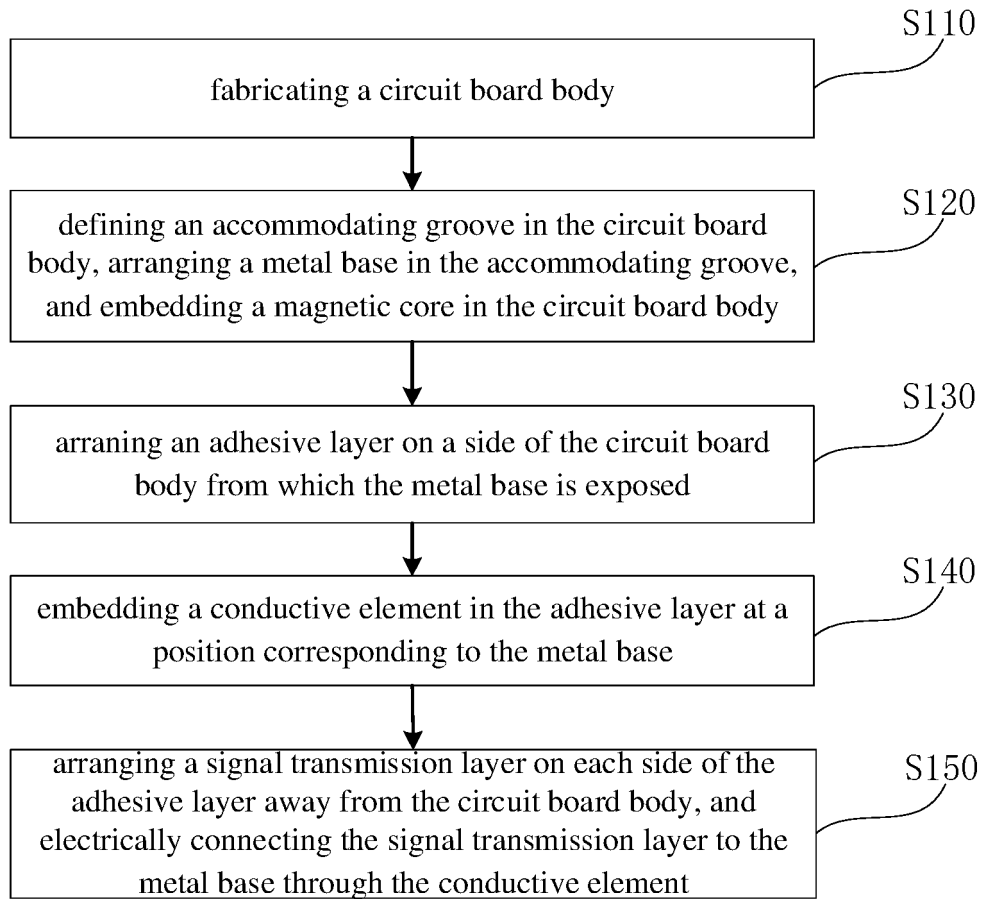 S110
fabricating a circuit board body
S120
defining an accommodating groove in the circuit board
body, arranging a metal base in the accommodating groove,
and embedding a magnetic core in the circuit board body
S130
arraning an adhesive layer on a side of the circuit board
body from which the metal base is exposed
S140
embedding a conductive element in the adhesive layer at a
position corresponding to the metal base
S150
arranging a signal transmission layer on each side of the
adhesive layer away from the circuit board body, and
electrically connecting the signal transmission layer to the
metal base through the conductive element